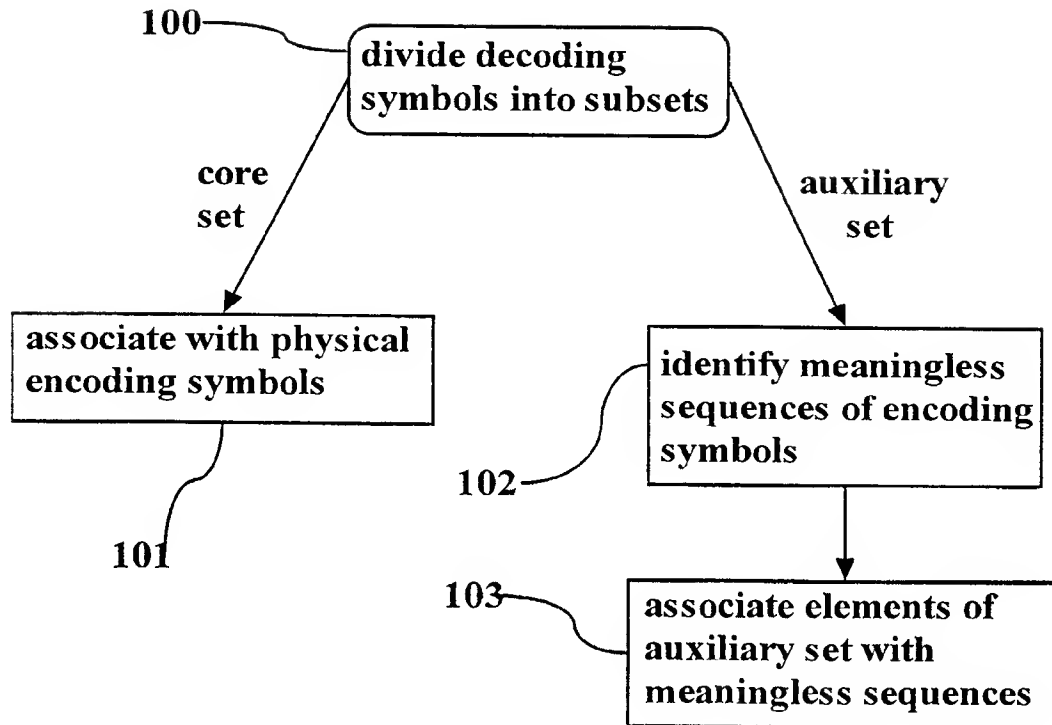 100
divide decoding
symbols into subsets
core
set
auxiliary
set
associate with physical
encoding symbols
101
identify meaningless
sequences of encoding
symbols
102
103
associate elements of
auxiliary set with
meaningless sequences